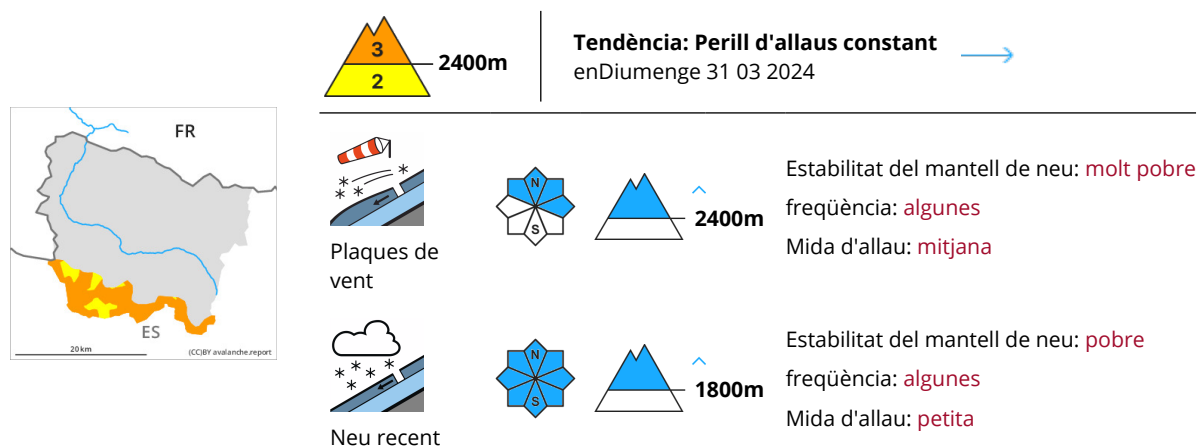 3
2
2400m
Tendència: Perill d'allaus constant
enDiumenge 31 03 2024
FR
ES
20 km
(CC)BY avalanche.report
Plaques de
vent
N
S
2400m
Estabilitat del mantell de neu: molt pobre
freqüència: algunes
Mida d'allau: mitjana
Neu recent
N
S
1800m
Estabilitat del mantell de neu: pobre
freqüència: algunes
Mida d'allau: petita